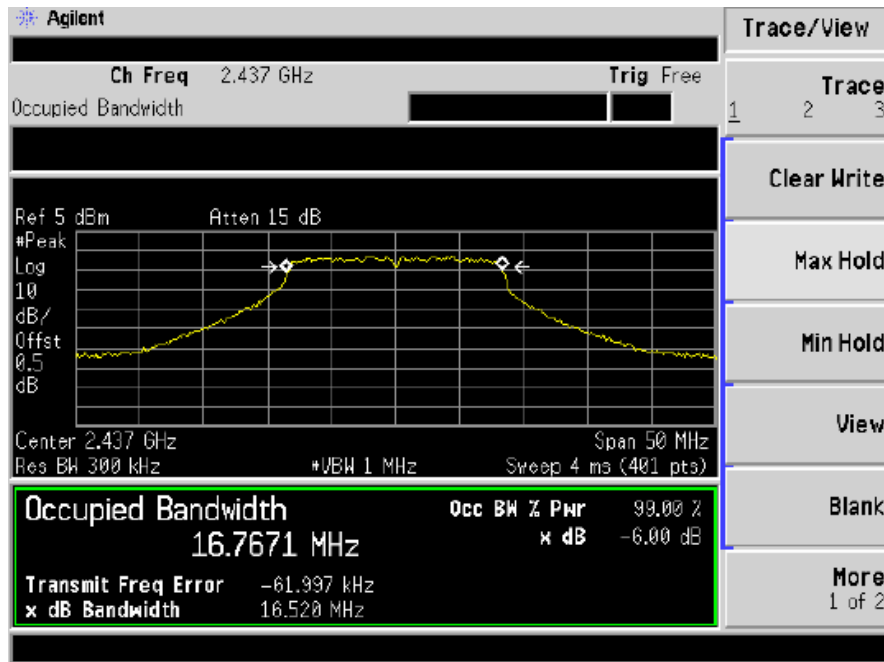 Agilent
Trace/View
Ch Freq 2.437 GHz Trig Free
Occupied Bandwidth
Trace
1 2 3
Clear Write
Max Hold
Min Hold
View
Blank
More
1 of 2
Ref 5 dBm Atten 15 dB
#Peak
Log
10
dB/
Offst
0.5
dB
Center 2.437 GHz Span 50 MHz
Res BW 300 kHz #VBW 1 MHz Sweep 4 ms (401 pts)
Occupied Bandwidth Occ BW % Pwr 99.00 %
16.7671 MHz x dB -6.00 dB
Transmit Freq Error -61.997 kHz
x dB Bandwidth 16.520 MHz